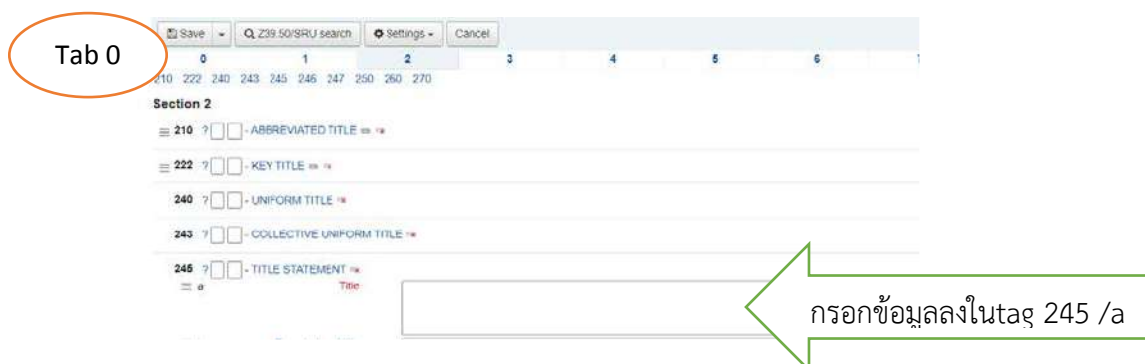 Tab 0
Save Z39.50/SRU search Settings Cancel
0 1 2 3 4 5 6
210 222 240 243 245 246 247 250 260 270
Section 2
210 ? - ABBREVIATED TITLE
222 ? - KEY TITLE
240 ? - UNIFORM TITLE
243 ? - COLLECTIVE UNIFORM TITLE
245 ? - TITLE STATEMENT
a Title
กรอกข้อมูลลงในtag 245 /a